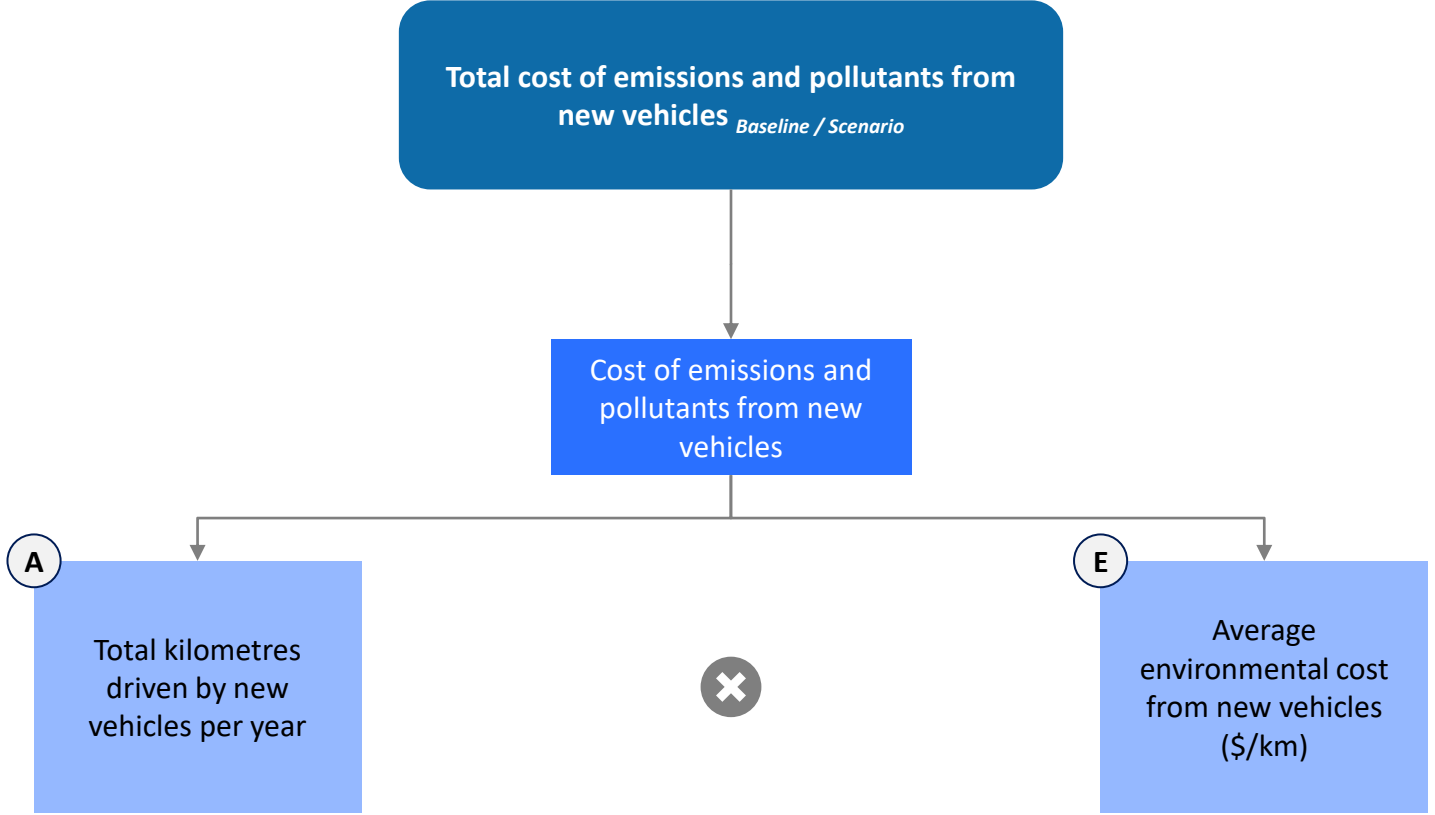 Total cost of emissions and pollutants from
new vehicles Baseline / Scenario
Cost of emissions and
pollutants from new
vehicles
A
Total kilometres
driven by new
vehicles per year
E
Average
environmental cost
from new vehicles
($/km)